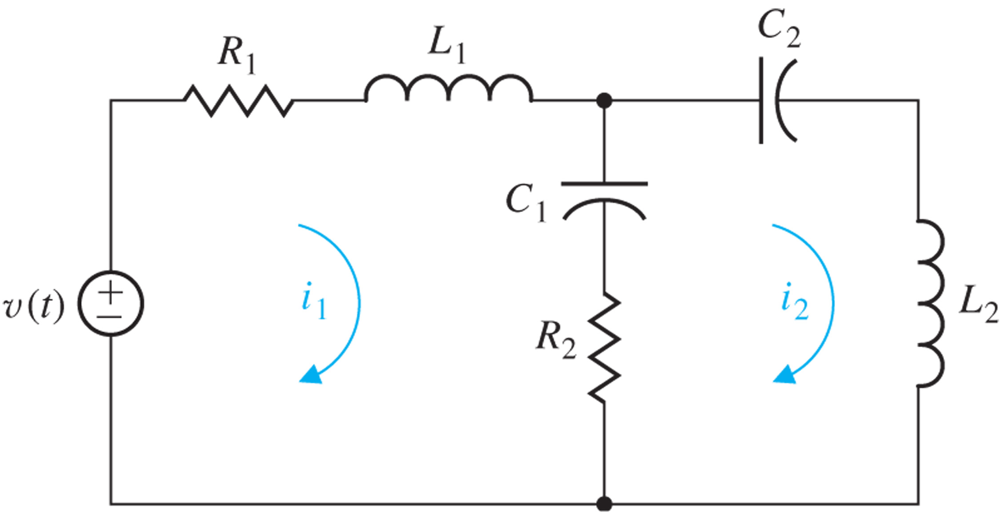 C₂
L₁
R₁
C₁
i₁
i₂
v(t)
+
−
L₂
R₂